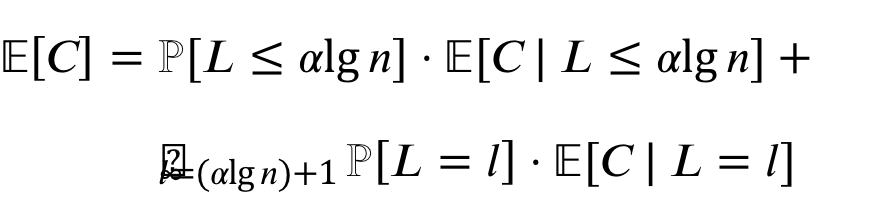 𝔼[C] = ℙ[L ≤ αlg n] · 𝔼[C | L ≤ αlg n] +
l=(αlg n)+1 ℙ[L = l] · 𝔼[C | L = l]